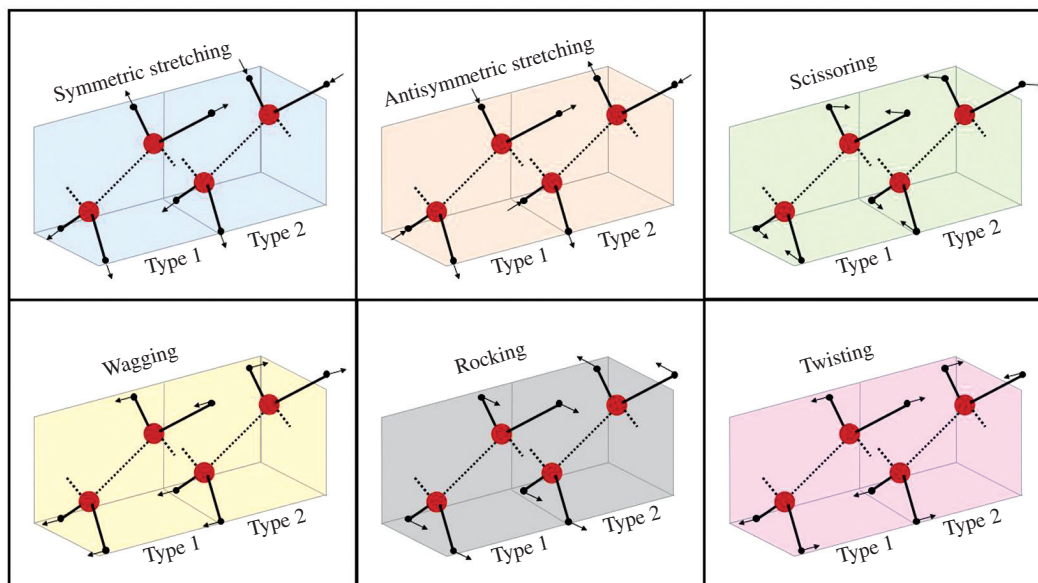 Symmetric stretching
Type 1
Type 2
Antisymmetric stretching
Type 1
Type 2
Scissoring
Type 1
Type 2
Wagging
Type 1
Type 2
Rocking
Type 1
Type 2
Twisting
Type 1
Type 2